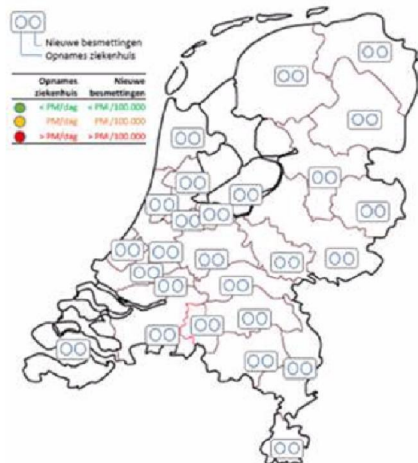 Nieuwe besmettingen
Opnames ziekenhuis
Opnames ziekenhuis Nieuwe besmettingen
< PM/dag < PM/100.000
PM/dag PM/100.000
> PM/dag > PM/100.000